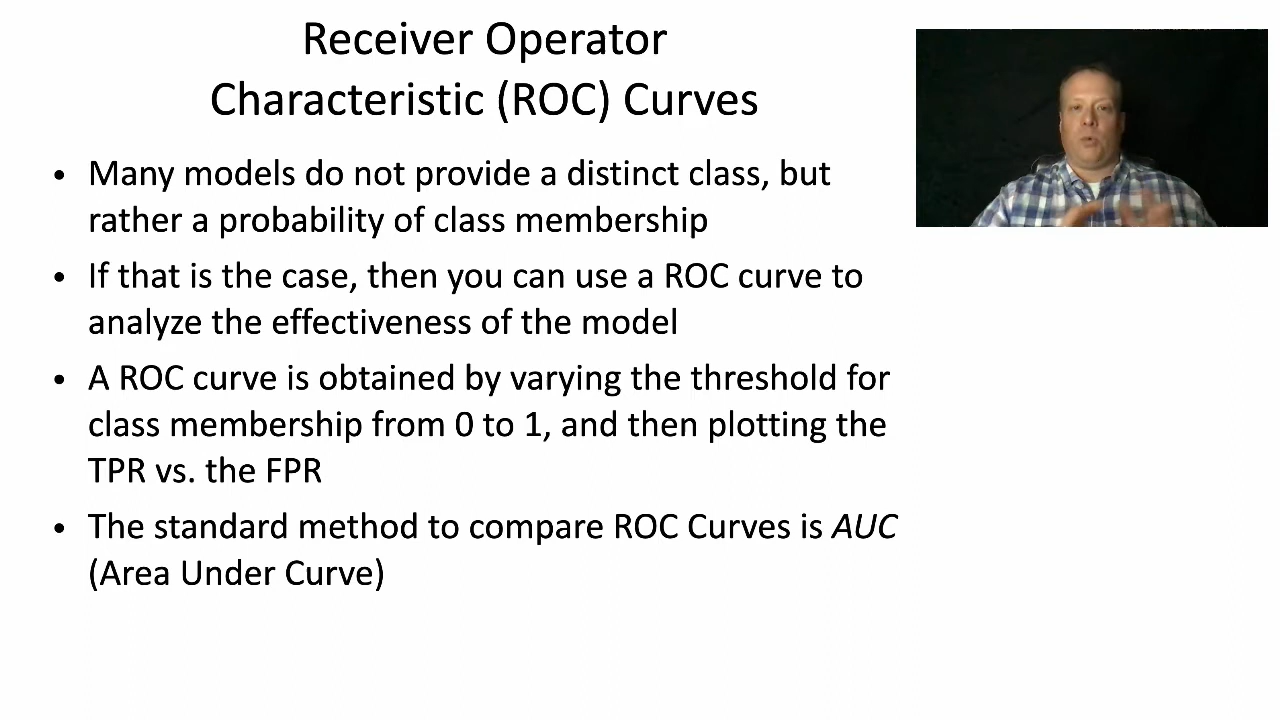 Receiver Operator
Characteristic (ROC) Curves
• Many models do not provide a distinct class, but
rather a probability of class membership
• If that is the case, then you can use a ROC curve to
analyze the effectiveness of the model
• A ROC curve is obtained by varying the threshold for
class membership from 0 to 1, and then plotting the
TPR vs. the FPR
• The standard method to compare ROC Curves is AUC
(Area Under Curve)